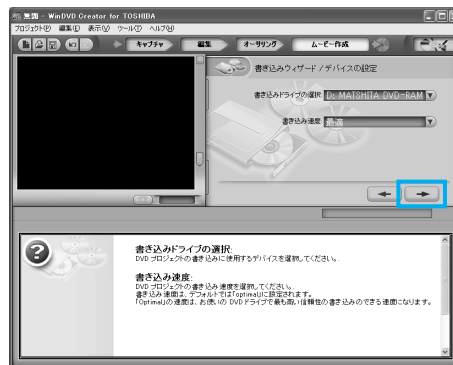 無題 - WinDVD Creator for TOSHIBA
プロジェクト(P) 編集(E) 表示(V) ツール(T) ヘルプ(H)
キャプチャ 編集 オーサリング ムービー作成
書き込みウィザード / デバイスの設定
書き込みドライブの選択: D: MATSHITA DVD-RAM
書き込み速度: 最適
書き込みドライブの選択:
DVD プロジェクトの書き込みに使用するデバイスを選択してください。
書き込み速度:
DVD プロジェクトの書き込み速度を選択してください。
書き込み速度は、デフォルトでは「optimal」に設定されます。
「Optimal」の速度は、お使いの DVD ドライブで最も高い信頼性の書き込みのできる速度になります。